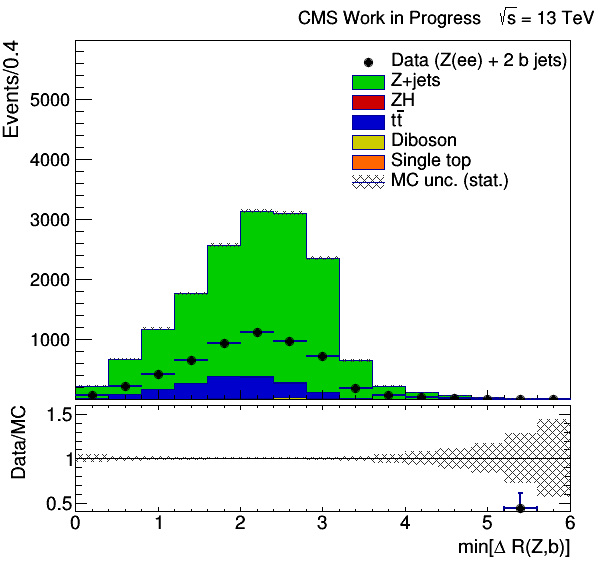 CMS Work in Progress √s = 13 TeV
Events/0.4
5000
4000
3000
2000
1000
Data (Z(ee) + 2 b jets)
Z+jets
ZH
tt̄
Diboson
Single top
MC unc. (stat.)
Data/MC
1.5
1
0.5
0 1 2 3 4 5 6
min[Δ R(Z,b)]